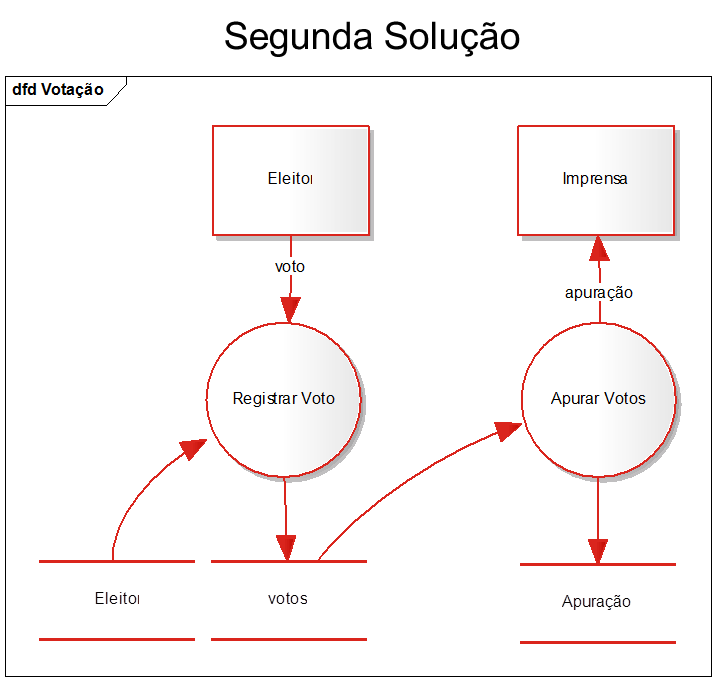 Segunda Solução
dfd Votação
Eleitor
Imprensa
voto
apuração
Registrar Voto
Apurar Votos
Eleitor
votos
Apuração